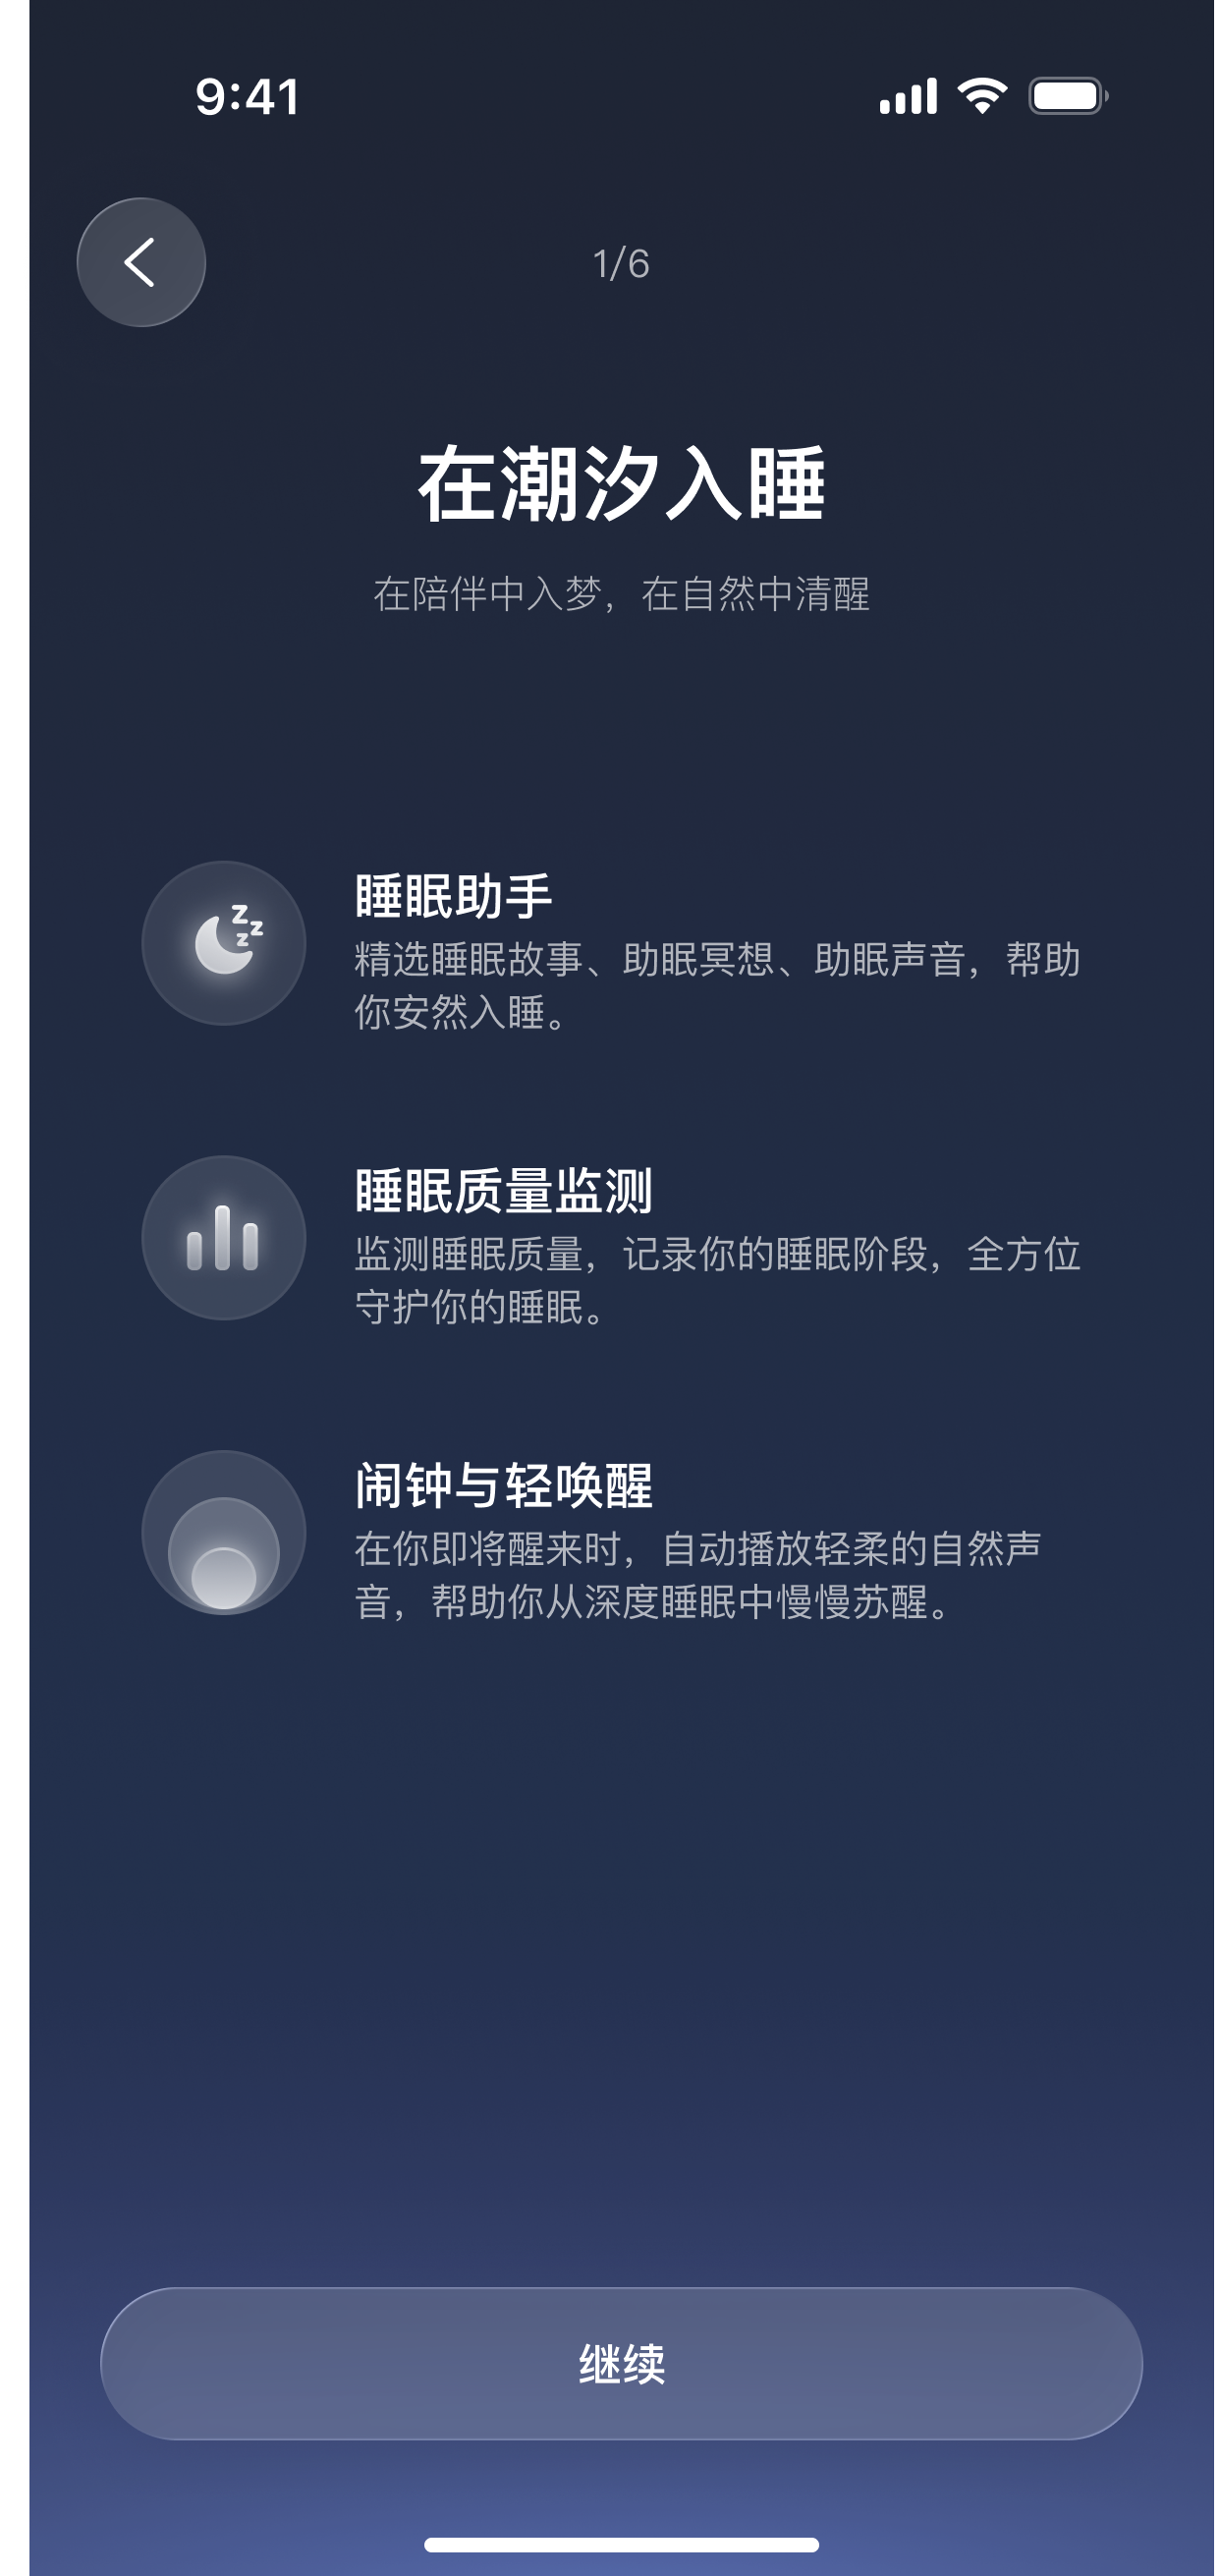 9:41
1/6
在潮汐入睡
在陪伴中入梦，在自然中清醒
睡眠助手
精选睡眠故事、助眠冥想、助眠声音，帮助
你安然入睡。
睡眠质量监测
监测睡眠质量，记录你的睡眠阶段，全方位
守护你的睡眠。
闹钟与轻唤醒
在你即将醒来时，自动播放轻柔的自然声
音，帮助你从深度睡眠中慢慢苏醒。
继续